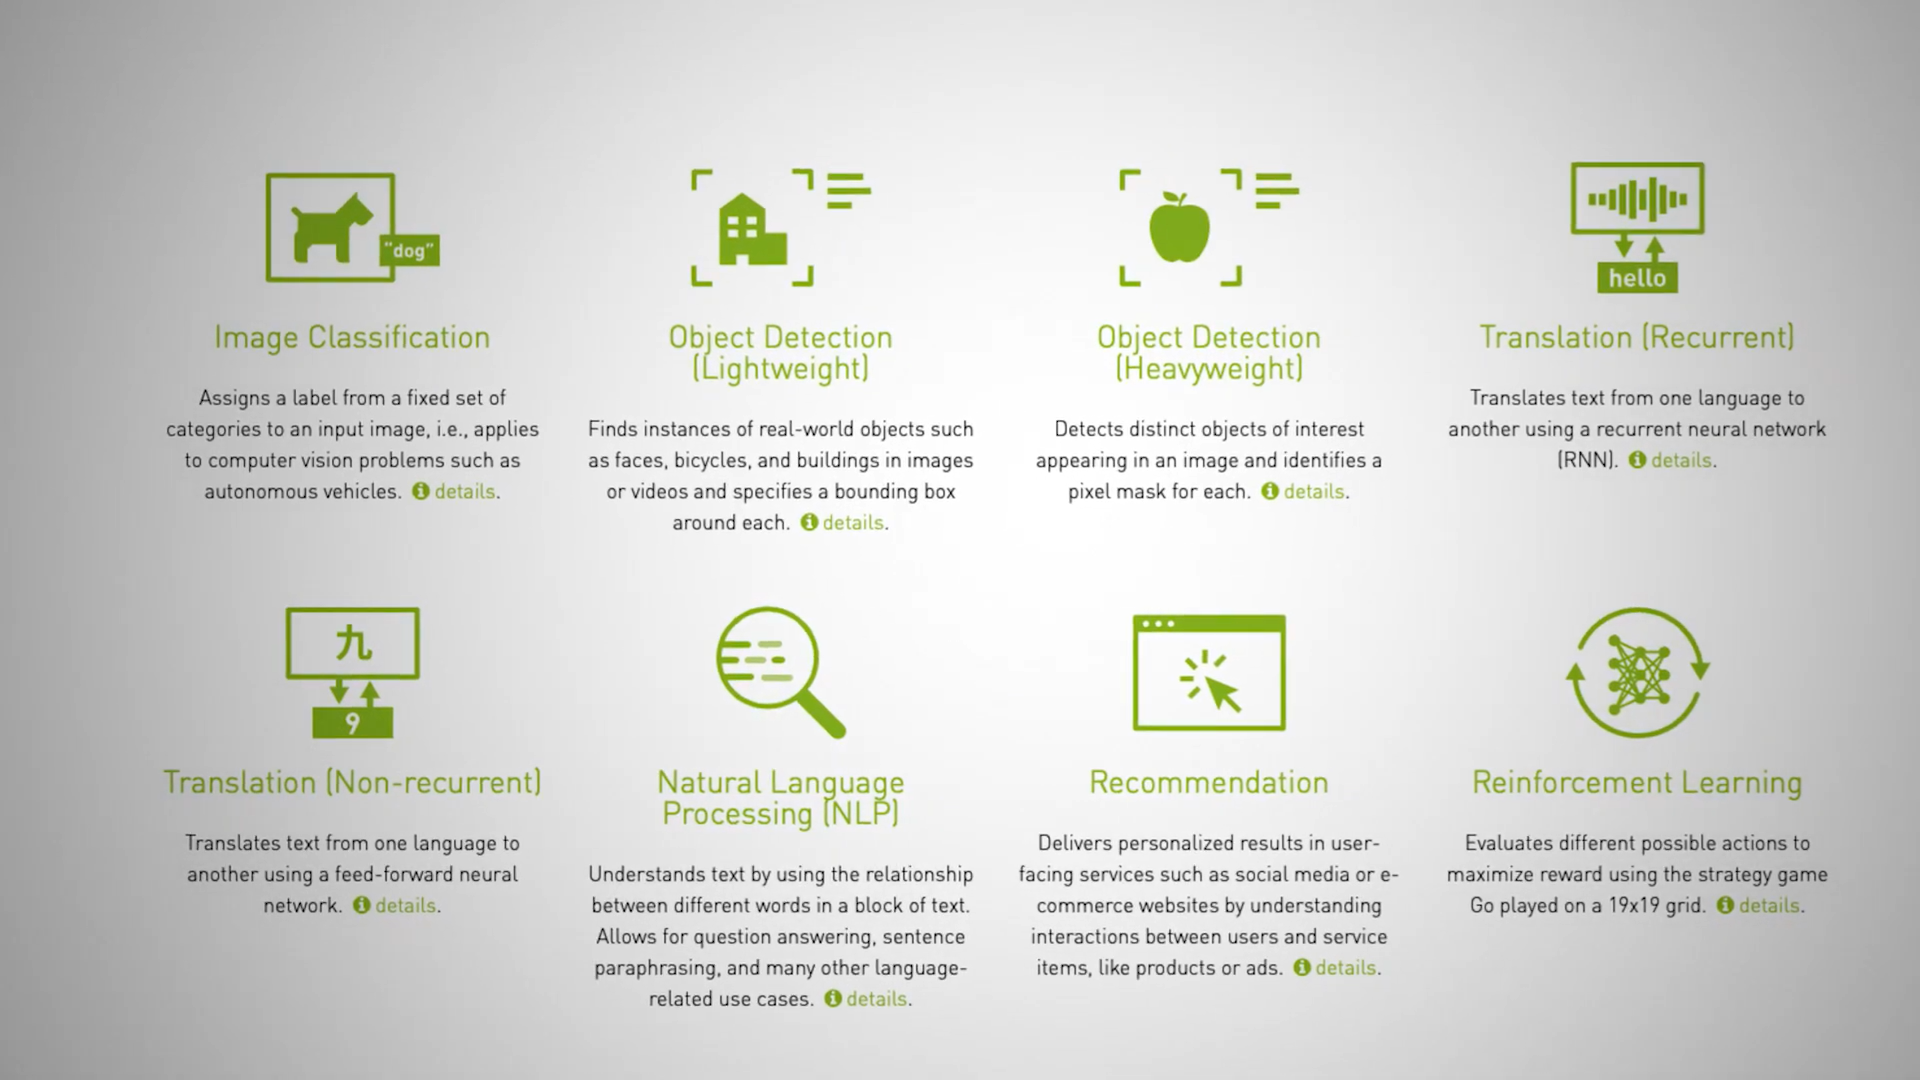 "dog"
Image Classification
Assigns a label from a fixed set of
categories to an input image, i.e., applies
to computer vision problems such as
autonomous vehicles. i details.
Object Detection
(Lightweight)
Finds instances of real-world objects such
as faces, bicycles, and buildings in images
or videos and specifies a bounding box
around each. i details.
Object Detection
(Heavyweight)
Detects distinct objects of interest
appearing in an image and identifies a
pixel mask for each. i details.
hello
Translation (Recurrent)
Translates text from one language to
another using a recurrent neural network
(RNN). i details.
九
9
Translation (Non-recurrent)
Translates text from one language to
another using a feed-forward neural
network. i details.
Natural Language
Processing (NLP)
Understands text by using the relationship
between different words in a block of text.
Allows for question answering, sentence
paraphrasing, and many other language-
related use cases. i details.
Recommendation
Delivers personalized results in user-
facing services such as social media or e-
commerce websites by understanding
interactions between users and service
items, like products or ads. i details.
Reinforcement Learning
Evaluates different possible actions to
maximize reward using the strategy game
Go played on a 19x19 grid. i details.